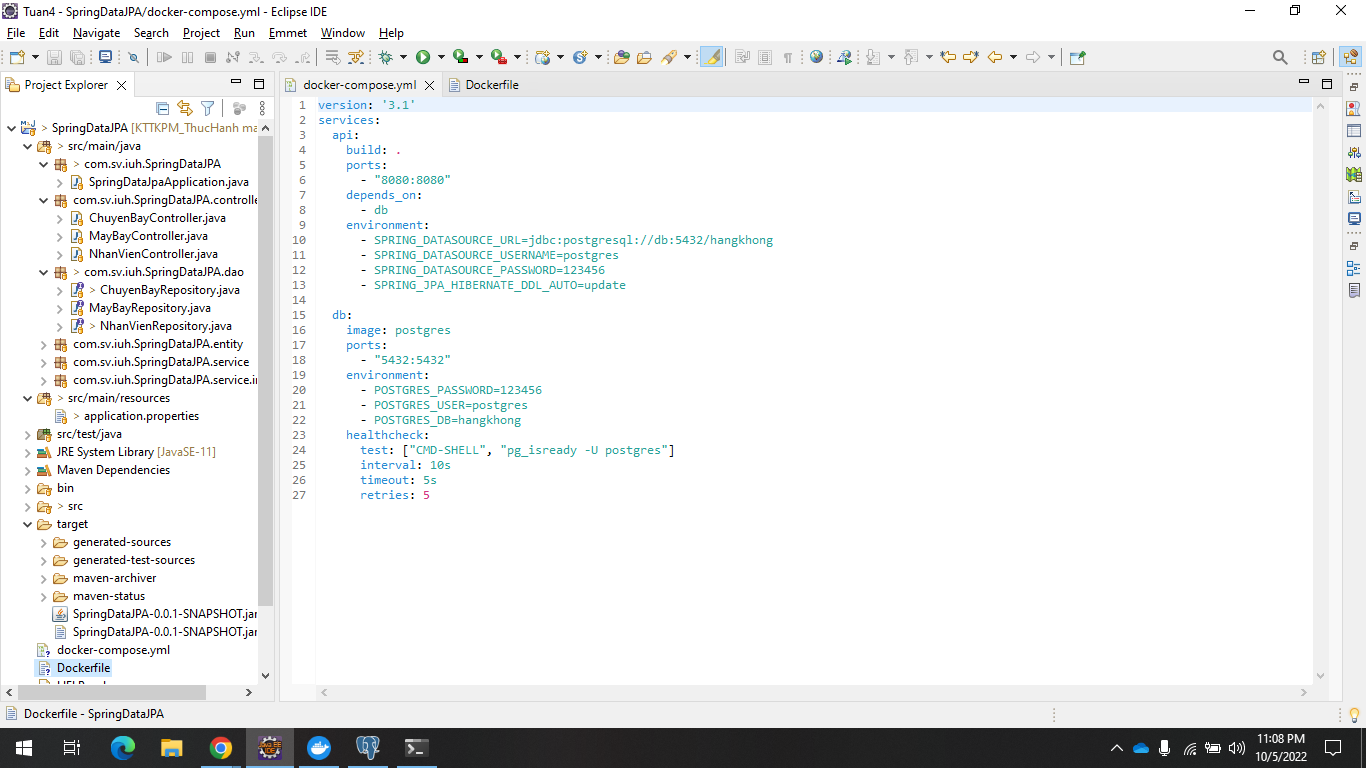 Tuan4 - SpringDataJPA/docker-compose.yml - Eclipse IDE
File Edit Navigate Search Project Run Emmet Window Help
Project Explorer
docker-compose.yml
Dockerfile
> SpringDataJPA [KTTKPM_ThucHanh ma
> src/main/java
> com.sv.iuh.SpringDataJPA
SpringDataJpaApplication.java
com.sv.iuh.SpringDataJPA.controlle
ChuyenBayController.java
MayBayController.java
NhanVienController.java
> com.sv.iuh.SpringDataJPA.dao
> ChuyenBayRepository.java
MayBayRepository.java
> NhanVienRepository.java
com.sv.iuh.SpringDataJPA.entity
com.sv.iuh.SpringDataJPA.service
com.sv.iuh.SpringDataJPA.service.i
> src/main/resources
> application.properties
src/test/java
JRE System Library [JavaSE-11]
Maven Dependencies
bin
> src
target
generated-sources
generated-test-sources
maven-archiver
maven-status
SpringDataJPA-0.0.1-SNAPSHOT.jar
SpringDataJPA-0.0.1-SNAPSHOT.jar
docker-compose.yml
Dockerfile
1 version: '3.1'
2 services:
3   api:
4     build: .
5     ports:
6       - "8080:8080"
7     depends_on:
8       - db
9     environment:
10       - SPRING_DATASOURCE_URL=jdbc:postgresql://db:5432/hangkhong
11       - SPRING_DATASOURCE_USERNAME=postgres
12       - SPRING_DATASOURCE_PASSWORD=123456
13       - SPRING_JPA_HIBERNATE_DDL_AUTO=update
14
15   db:
16     image: postgres
17     ports:
18       - "5432:5432"
19     environment:
20       - POSTGRES_PASSWORD=123456
21       - POSTGRES_USER=postgres
22       - POSTGRES_DB=hangkhong
23     healthcheck:
24       test: ["CMD-SHELL", "pg_isready -U postgres"]
25       interval: 10s
26       timeout: 5s
27       retries: 5
Dockerfile - SpringDataJPA
11:08 PM
10/5/2022